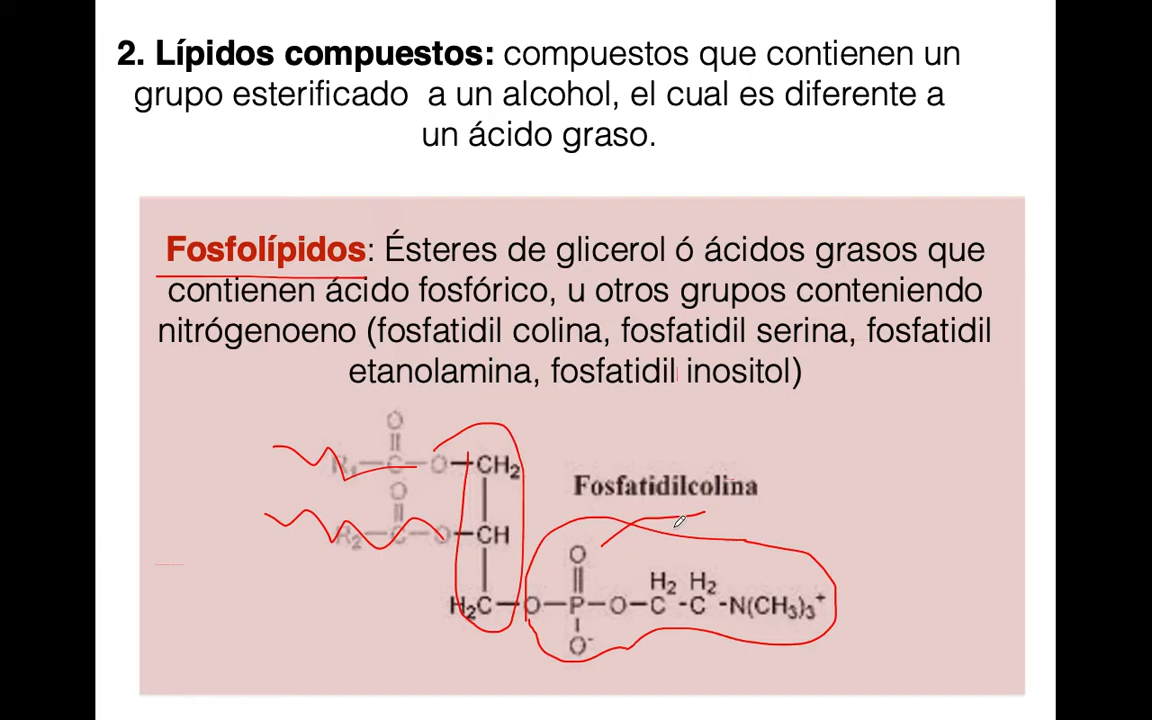 2. Lípidos compuestos: compuestos que contienen un
grupo esterificado a un alcohol, el cual es diferente a
un ácido graso.
Fosfolípidos: Ésteres de glicerol ó ácidos grasos que
contienen ácido fosfórico, u otros grupos conteniendo
nitrógenoeno (fosfatidil colina, fosfatidil serina, fosfatidil
etanolamina, fosfatidil inositol)
O
R₁-C-O-CH₂
O
Fosfatidilcolina
R₂-C-O-CH
O
H₂ H₂
H₂C-O-P-O-C-C-N(CH₃)₃⁺
O⁻